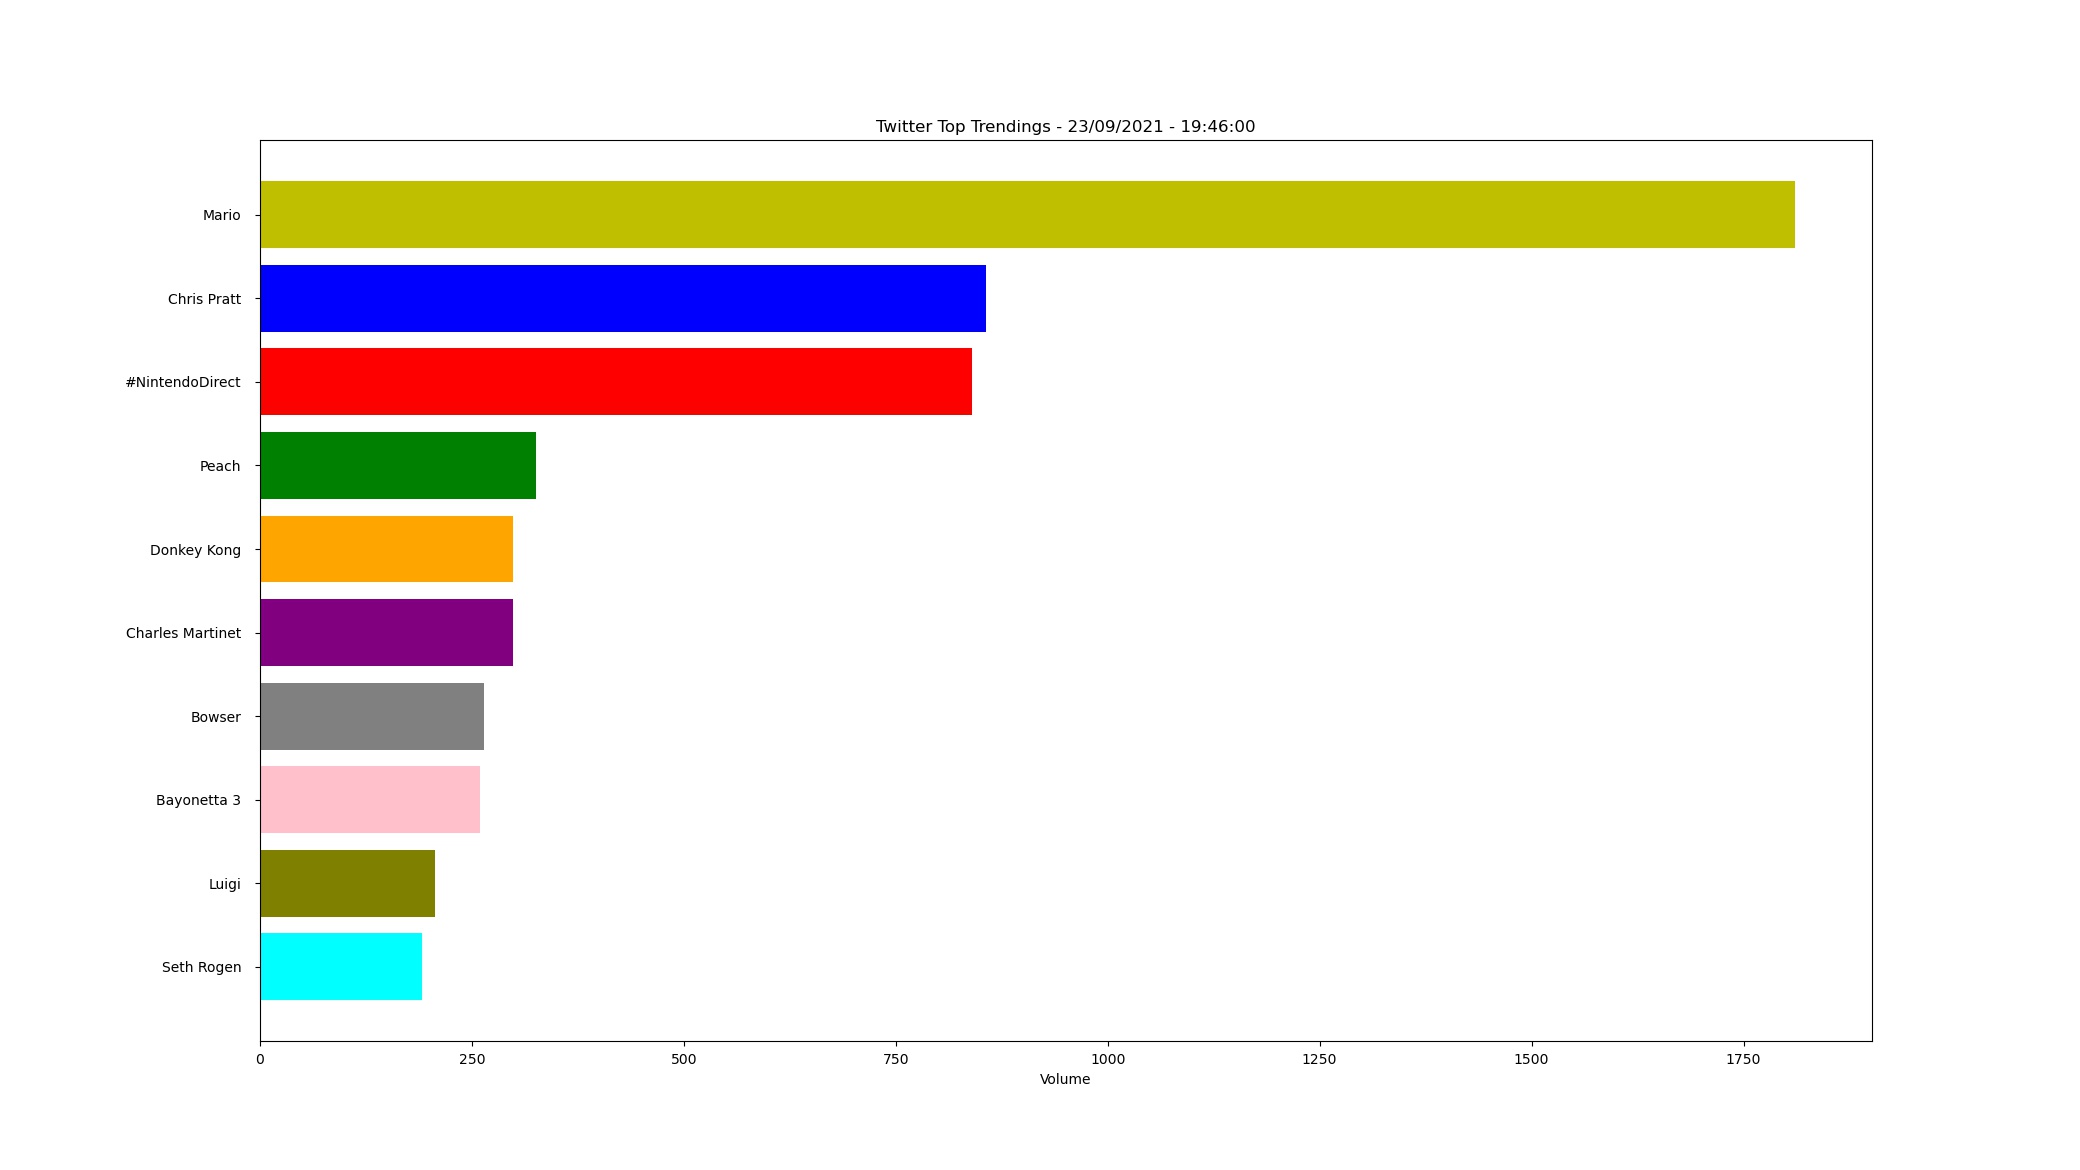 Twitter Top Trendings - 23/09/2021 - 19:46:00
Mario
Chris Pratt
#NintendoDirect
Peach
Donkey Kong
Charles Martinet
Bowser
Bayonetta 3
Luigi
Seth Rogen
0 250 500 750 1000 1250 1500 1750
Volume